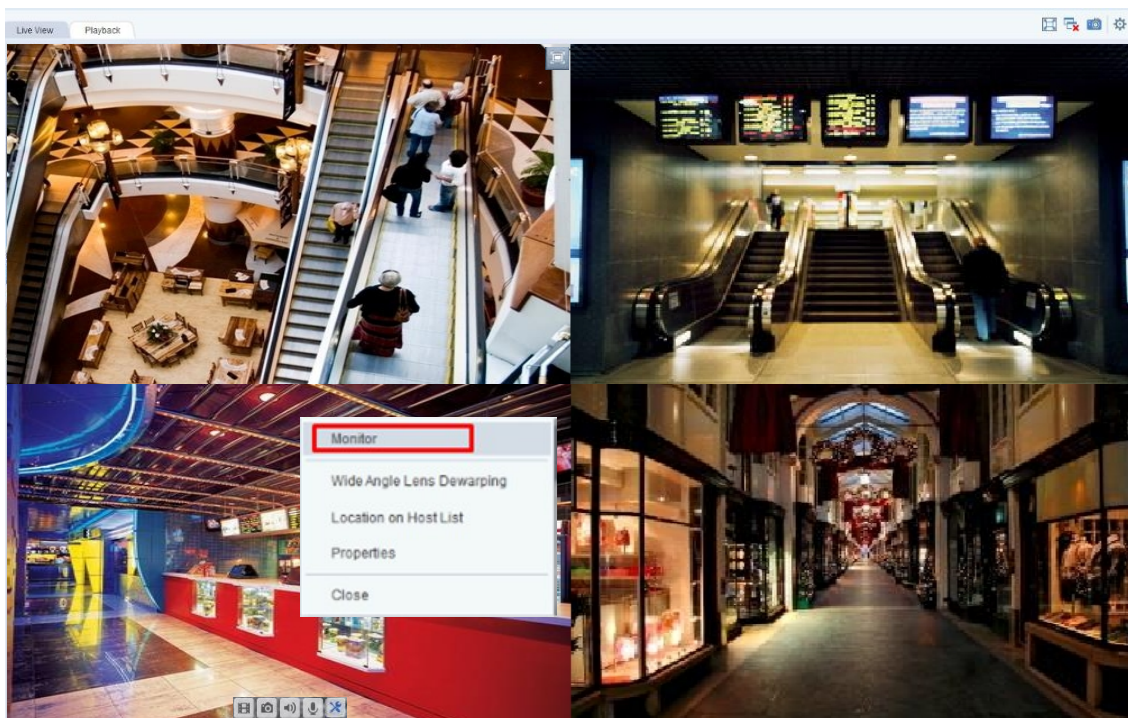 Live View
Playback
Monitor
Wide Angle Lens Dewarping
Location on Host List
Properties
Close